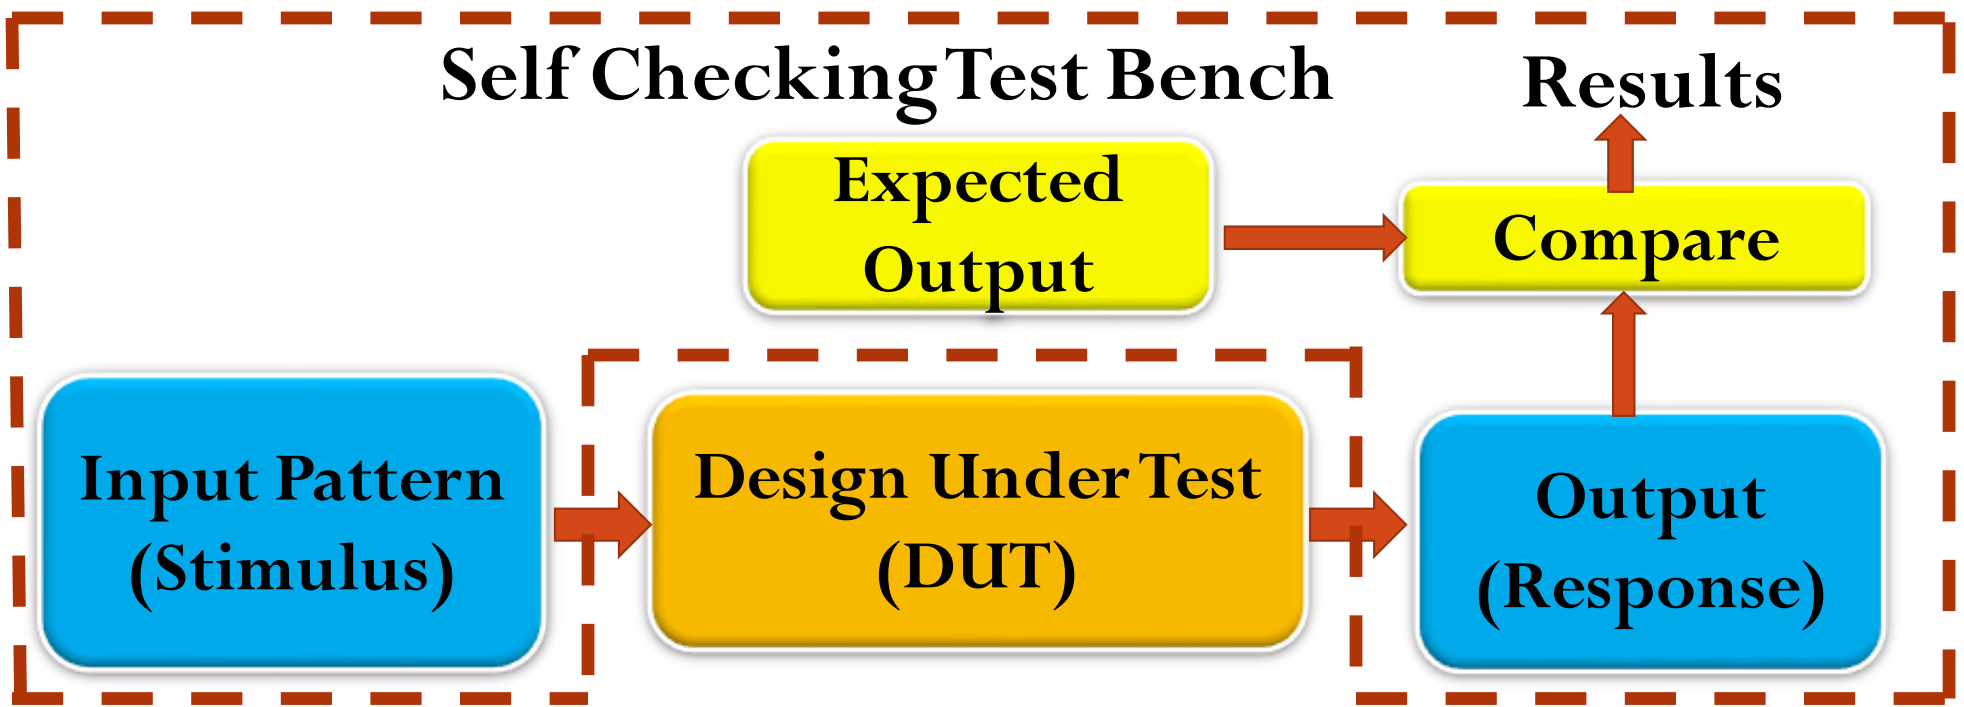 Self Checking Test Bench
Results
Expected
Output
Compare
Input Pattern
(Stimulus)
Design Under Test
(DUT)
Output
(Response)